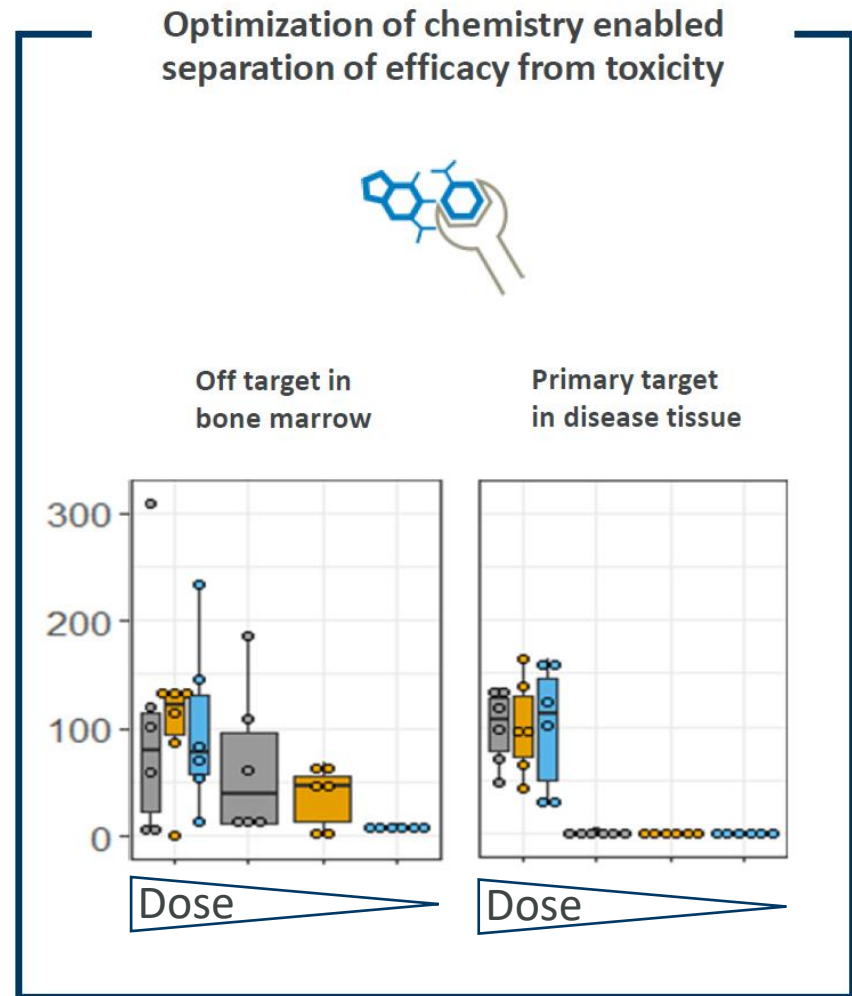 Optimization of chemistry enabled
separation of efficacy from toxicity
Off target in
bone marrow
Primary target
in disease tissue
300
200
100
0
Dose
Dose